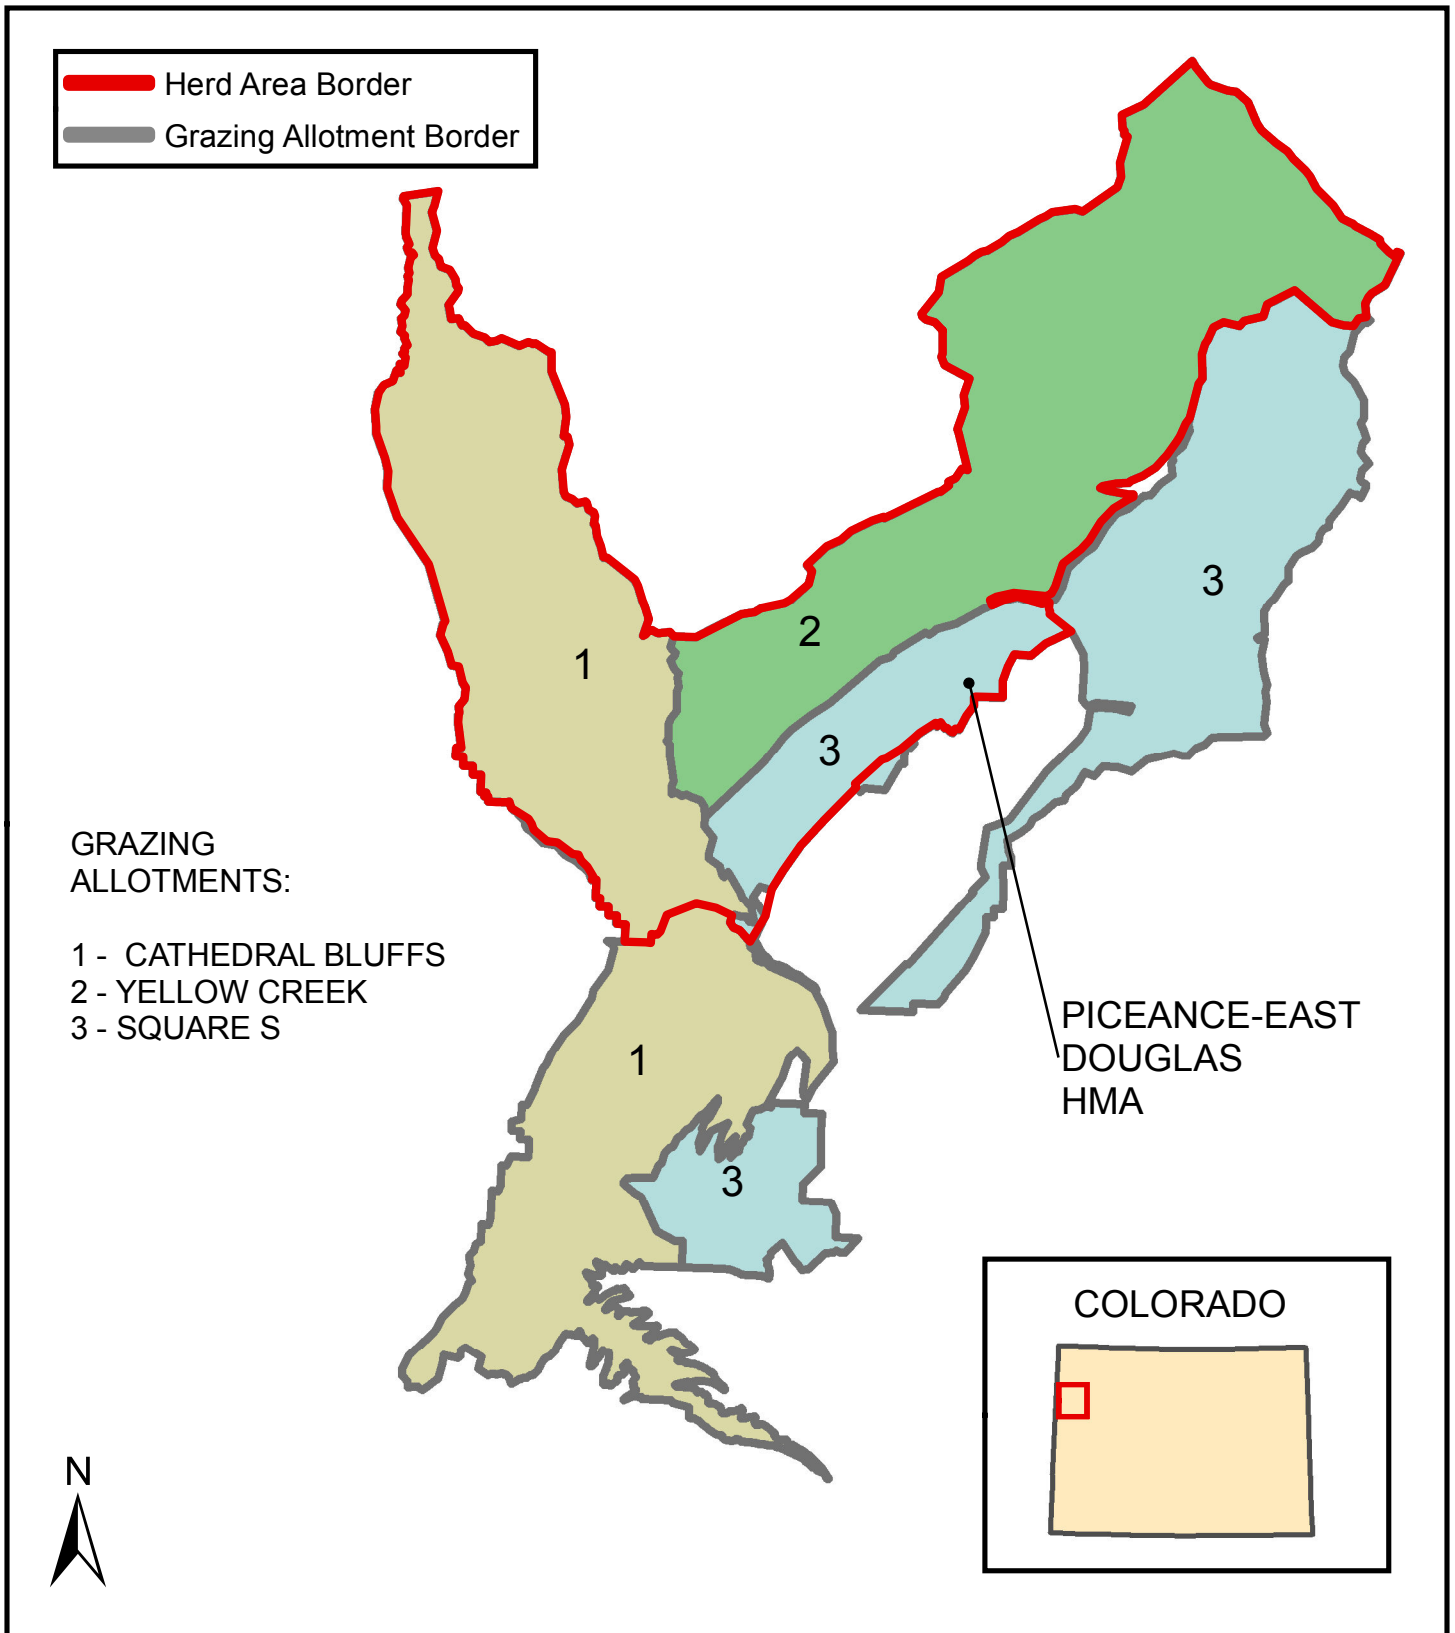 Herd Area Border
Grazing Allotment Border
1
2
3
3
GRAZING
ALLOTMENTS:
1 - CATHEDRAL BLUFFS
2 - YELLOW CREEK
3 - SQUARE S
1
3
PICEANCE-EAST
DOUGLAS
HMA
COLORADO
N